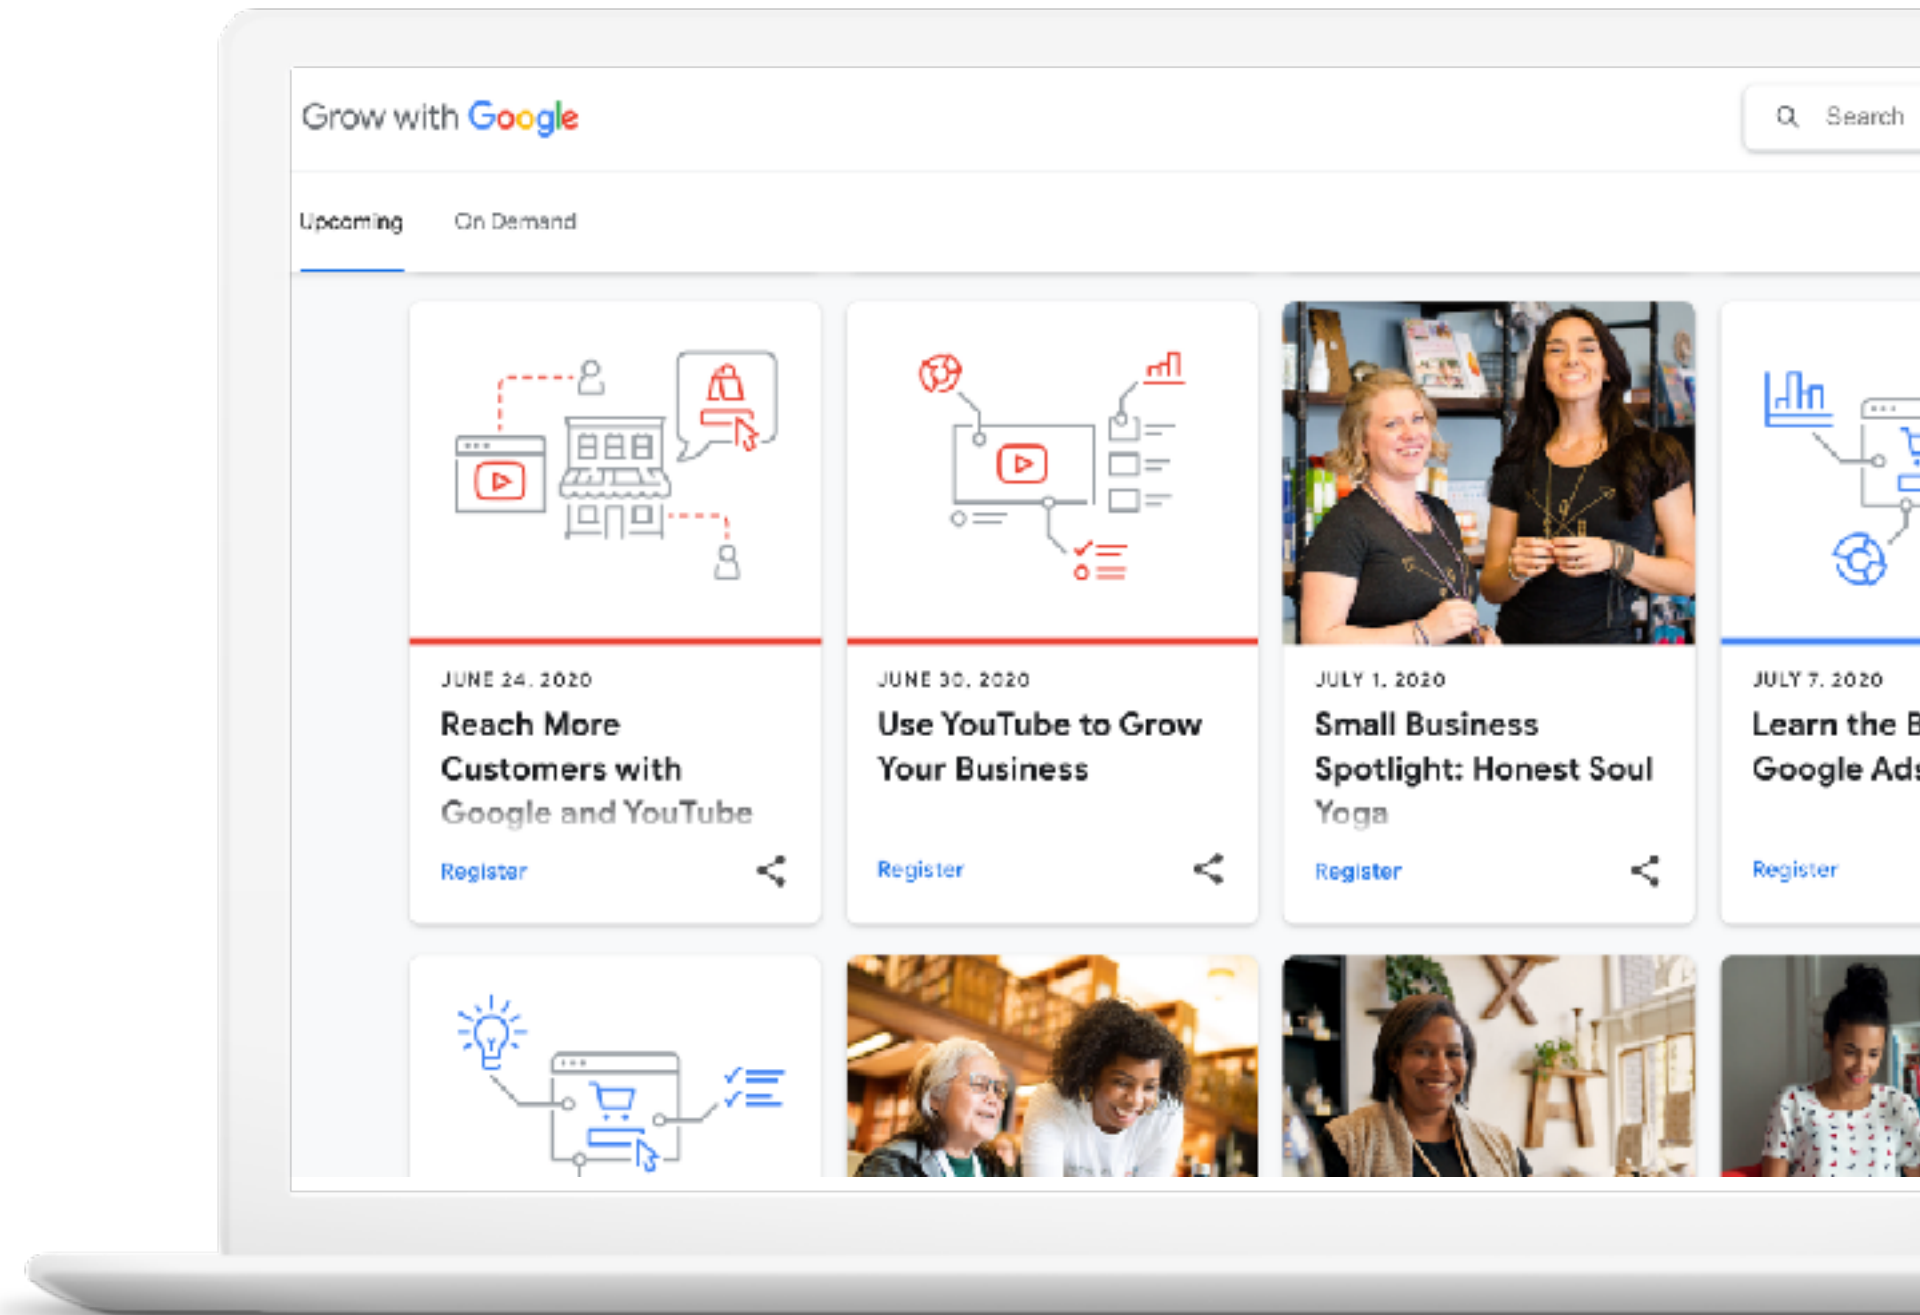 Grow with Google
Search
Upcoming
On Demand
JUNE 24, 2020
Reach More
Customers with
Google and YouTube
Register
JUNE 30, 2020
Use YouTube to Grow
Your Business
Register
JULY 1, 2020
Small Business
Spotlight: Honest Soul
Yoga
Register
JULY 7, 2020
Learn the B
Google Ads
Register